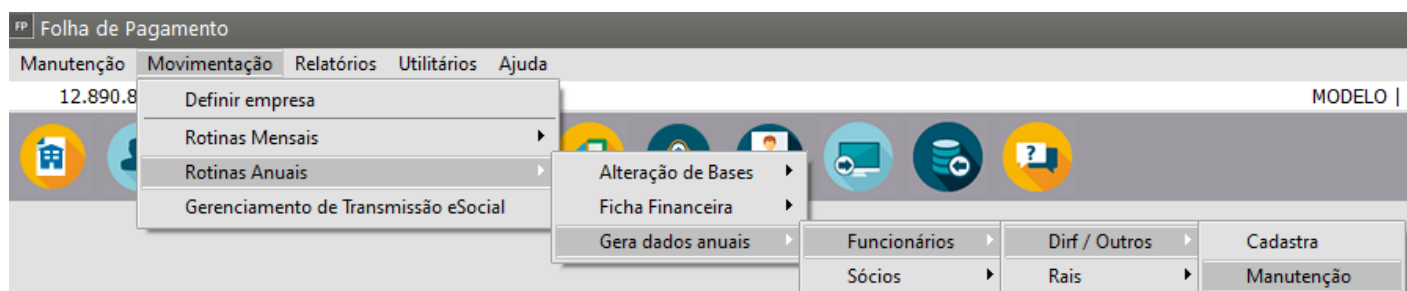 FP Folha de Pagamento
Manutenção Movimentação Relatórios Utilitários Ajuda
12.890.8 MODELO |
Definir empresa
Rotinas Mensais
Rotinas Anuais
Gerenciamento de Transmissão eSocial
Alteração de Bases
Ficha Financeira
Gera dados anuais
Funcionários
Sócios
Dirf / Outros
Rais
Cadastra
Manutenção